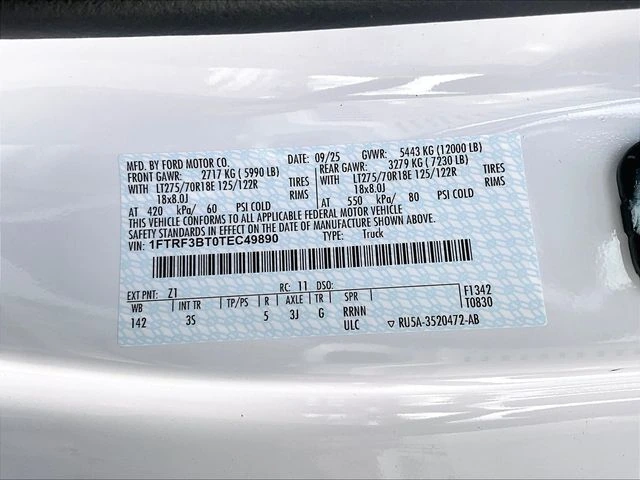 MFD. BY FORD MOTOR CO. DATE: 09/25 GVWR: 5443 KG (12000 LB)
FRONT GAWR: 2717 KG ( 5990 LB) REAR GAWR: 3279 KG ( 7230 LB)
WITH LT275/70R18E 125/122R TIRES WITH LT275/70R18E 125/122R TIRES
18x8.0J RIMS 18x8.0J RIMS
AT 420 kPa/ 60 PSI COLD AT 550 kPa/ 80 PSI COLD
THIS VEHICLE CONFORMS TO ALL APPLICABLE FEDERAL MOTOR VEHICLE
SAFETY STANDARDS IN EFFECT ON THE DATE OF MANUFACTURE SHOWN ABOVE.
VIN: 1FTRF3BT0TEC49890 TYPE: Truck
EXT PNT: Z1 RC: 11 DSO: F1342
WB INT TR TP/PS R AXLE TR SPR T0830
142 3S 5 3J G RRNN
ULC RU5A-3520472-AB